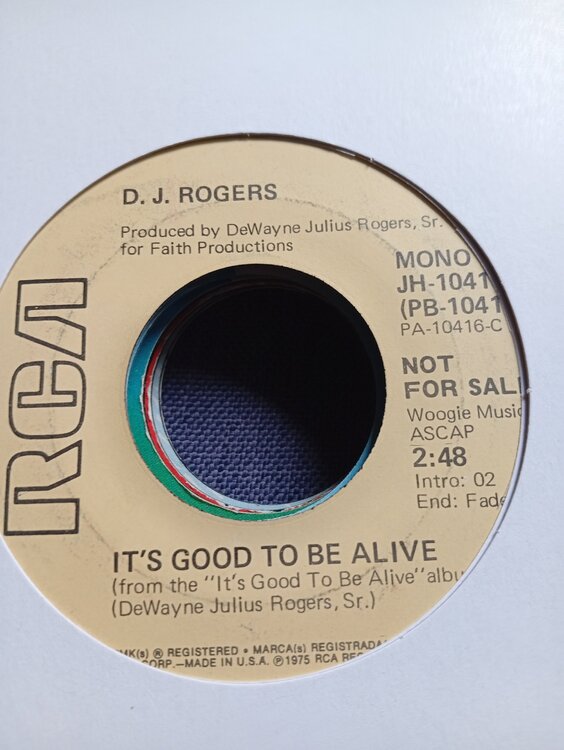 D. J. ROGERS
Produced by DeWayne Julius Rogers, Sr.
for Faith Productions
MONO
JH-1041
(PB-1041
PA-10416-C
RCA
NOT
FOR SAL
Woogie Music
ASCAP
2:48
Intro: 02
End: Fade
IT'S GOOD TO BE ALIVE
(from the "It's Good To Be Alive" albu
(DeWayne Julius Rogers, Sr.)
MK(s) ® REGISTERED • MARCA(s) REGISTRADA
CORP.—MADE IN U.S.A. ℗ 1975 RCA REC